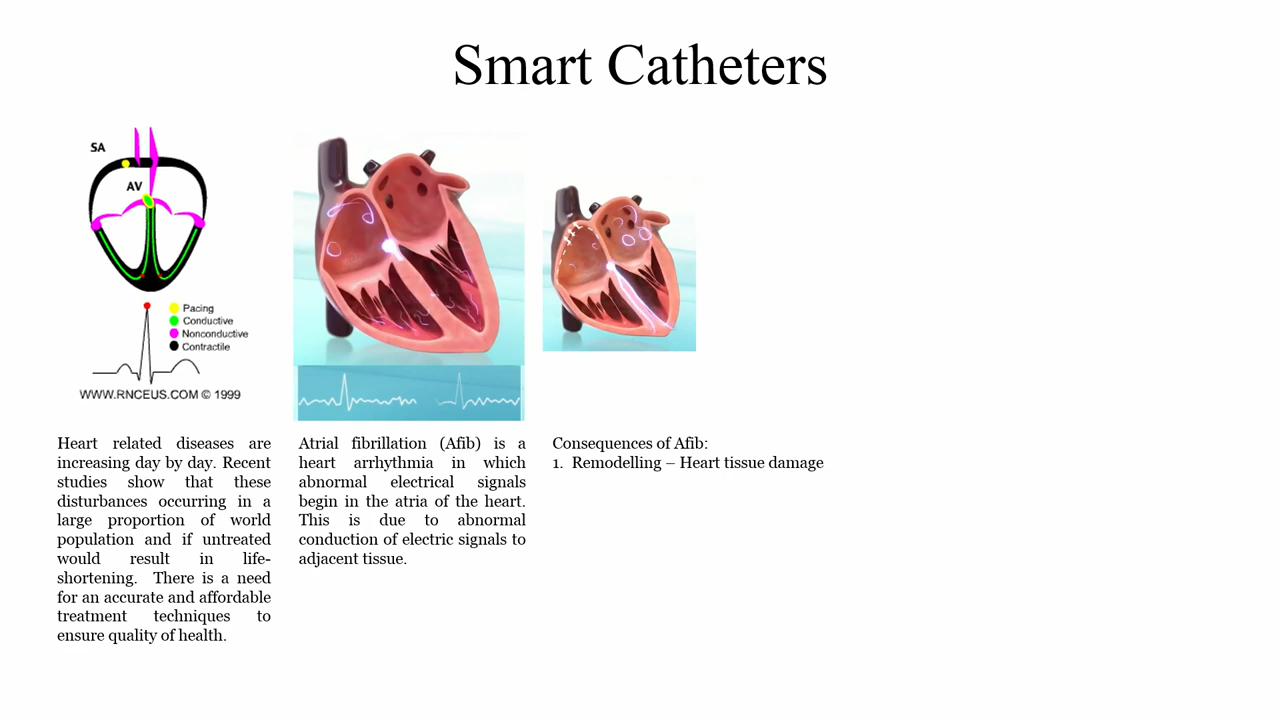 Smart Catheters
SA
AV
Pacing
Conductive
Nonconductive
Contractile
WWW.RNCEUS.COM © 1999
Heart related diseases are
increasing day by day. Recent
studies show that these
disturbances occurring in a
large proportion of world
population and if untreated
would result in life-
shortening. There is a need
for an accurate and affordable
treatment techniques to
ensure quality of health.
Atrial fibrillation (Afib) is a
heart arrhythmia in which
abnormal electrical signals
begin in the atria of the heart.
This is due to abnormal
conduction of electric signals to
adjacent tissue.
Consequences of Afib:
1. Remodelling – Heart tissue damage